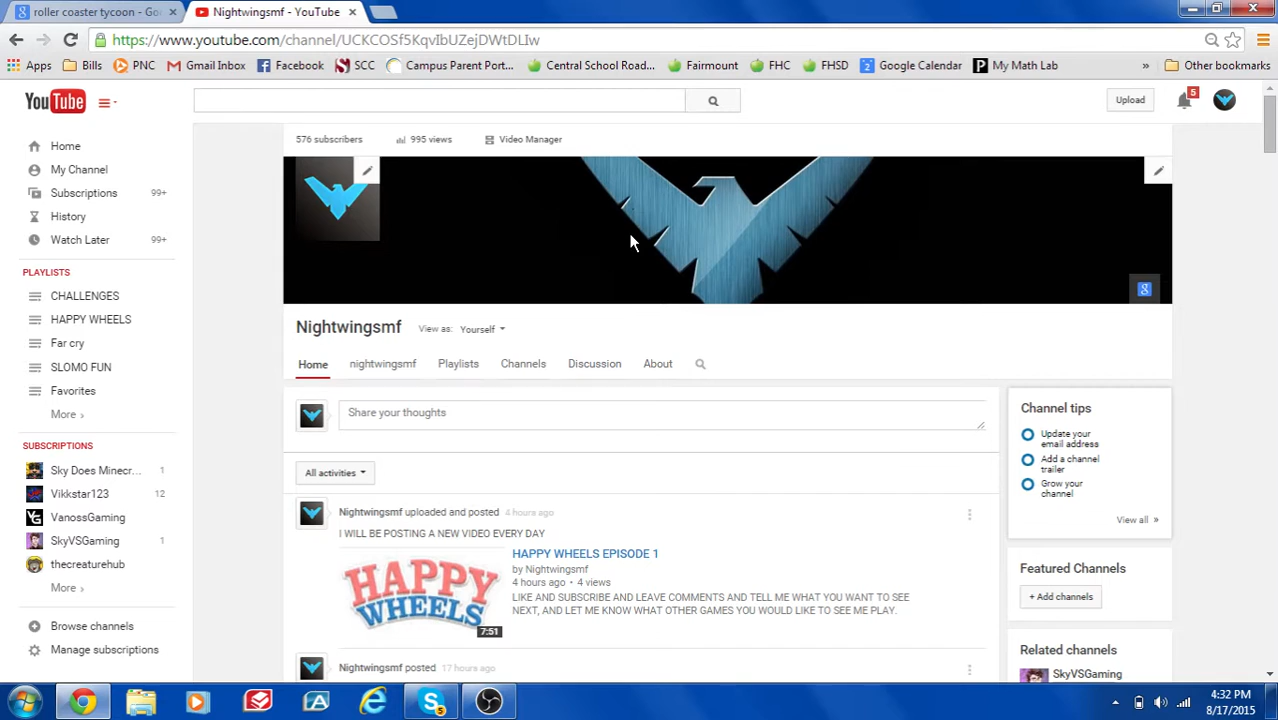 roller coaster tycoon - Go
Nightwingsmf - YouTube
https://www.youtube.com/channel/UCKCOSf5KqvIbUZejDWtDLIw
Apps
Bills
PNC
Gmail Inbox
Facebook
SCC
Campus Parent Port...
Central School Road...
Fairmount
FHC
FHSD
2
Google Calendar
My Math Lab
»
Other bookmarks
YouTube
Upload
5
Home
My Channel
Subscriptions 99+
History
Watch Later 99+
PLAYLISTS
CHALLENGES
HAPPY WHEELS
Far cry
SLOMO FUN
Favorites
More ›
SUBSCRIPTIONS
Sky Does Minecr... 1
Vikkstar123 12
VanossGaming
SkyVSGaming 1
thecreaturehub
More ›
Browse channels
Manage subscriptions
576 subscribers 995 views Video Manager
Nightwingsmf View as: Yourself
Home nightwingsmf Playlists Channels Discussion About
Share your thoughts
All activities
Nightwingsmf uploaded and posted 4 hours ago
I WILL BE POSTING A NEW VIDEO EVERY DAY
HAPPY
WHEELS
7:51
HAPPY WHEELS EPISODE 1
by Nightwingsmf
4 hours ago • 4 views
LIKE AND SUBSCRIBE AND LEAVE COMMENTS AND TELL ME WHAT YOU WANT TO SEE
NEXT, AND LET ME KNOW WHAT OTHER GAMES YOU WOULD LIKE TO SEE ME PLAY.
Nightwingsmf posted 17 hours ago
Channel tips
Update your
email address
Add a channel
trailer
Grow your
channel
View all »
Featured Channels
+ Add channels
Related channels
SkyVSGaming
5
4:32 PM
8/17/2015